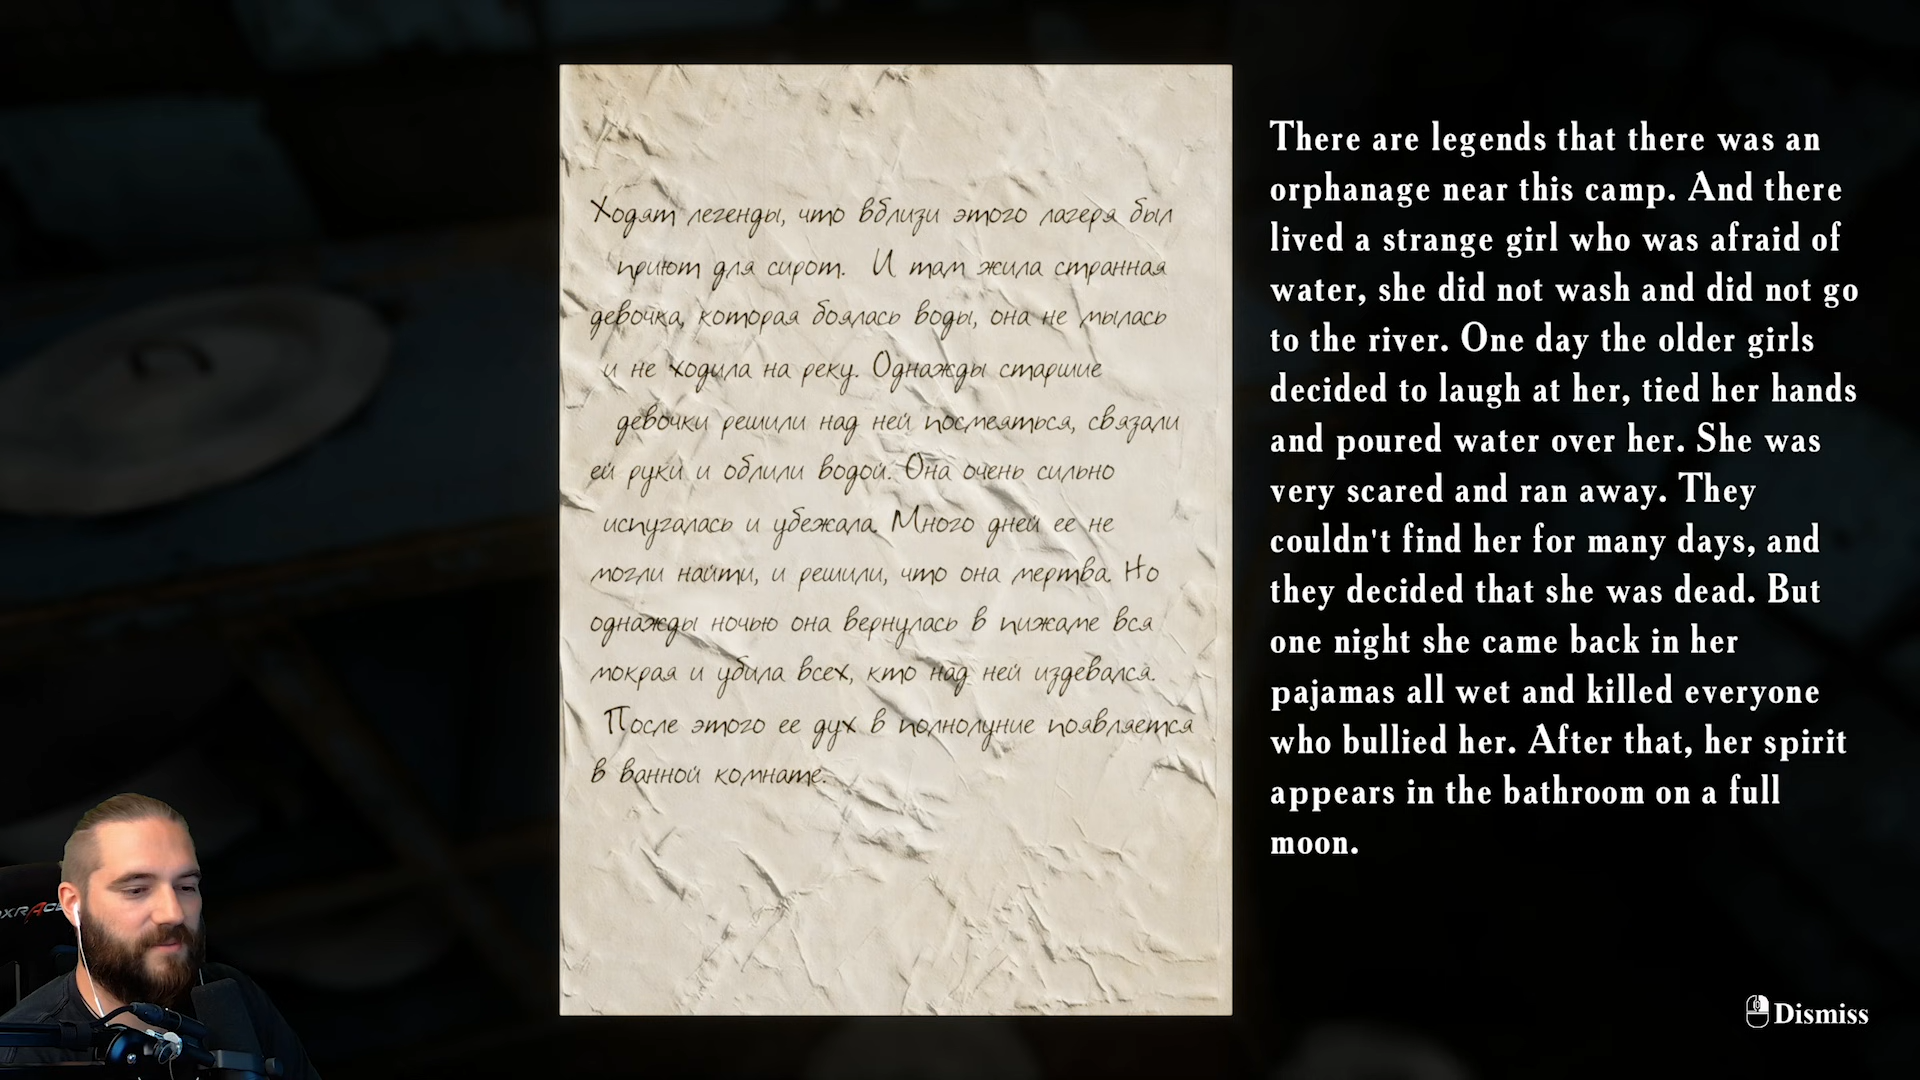 Ходят легенды, что вблизи этого лагеря был
приют для сирот. И там жила странная
девочка, которая боялась воды, она не мылась
и не ходила на реку. Однажды старшие
девочки решили над ней посмеяться, связали
ей руки и облили водой. Она очень сильно
испугалась и убежала. Много дней ее не
могли найти, и решили, что она мертва. Но
однажды ночью она вернулась в пижаме вся
мокрая и убила всех, кто над ней издевался.
После этого ее дух в полнолуние появляется
в ванной комнате.
There are legends that there was an
orphanage near this camp. And there
lived a strange girl who was afraid of
water, she did not wash and did not go
to the river. One day the older girls
decided to laugh at her, tied her hands
and poured water over her. She was
very scared and ran away. They
couldn't find her for many days, and
they decided that she was dead. But
one night she came back in her
pajamas all wet and killed everyone
who bullied her. After that, her spirit
appears in the bathroom on a full
moon.
Dismiss